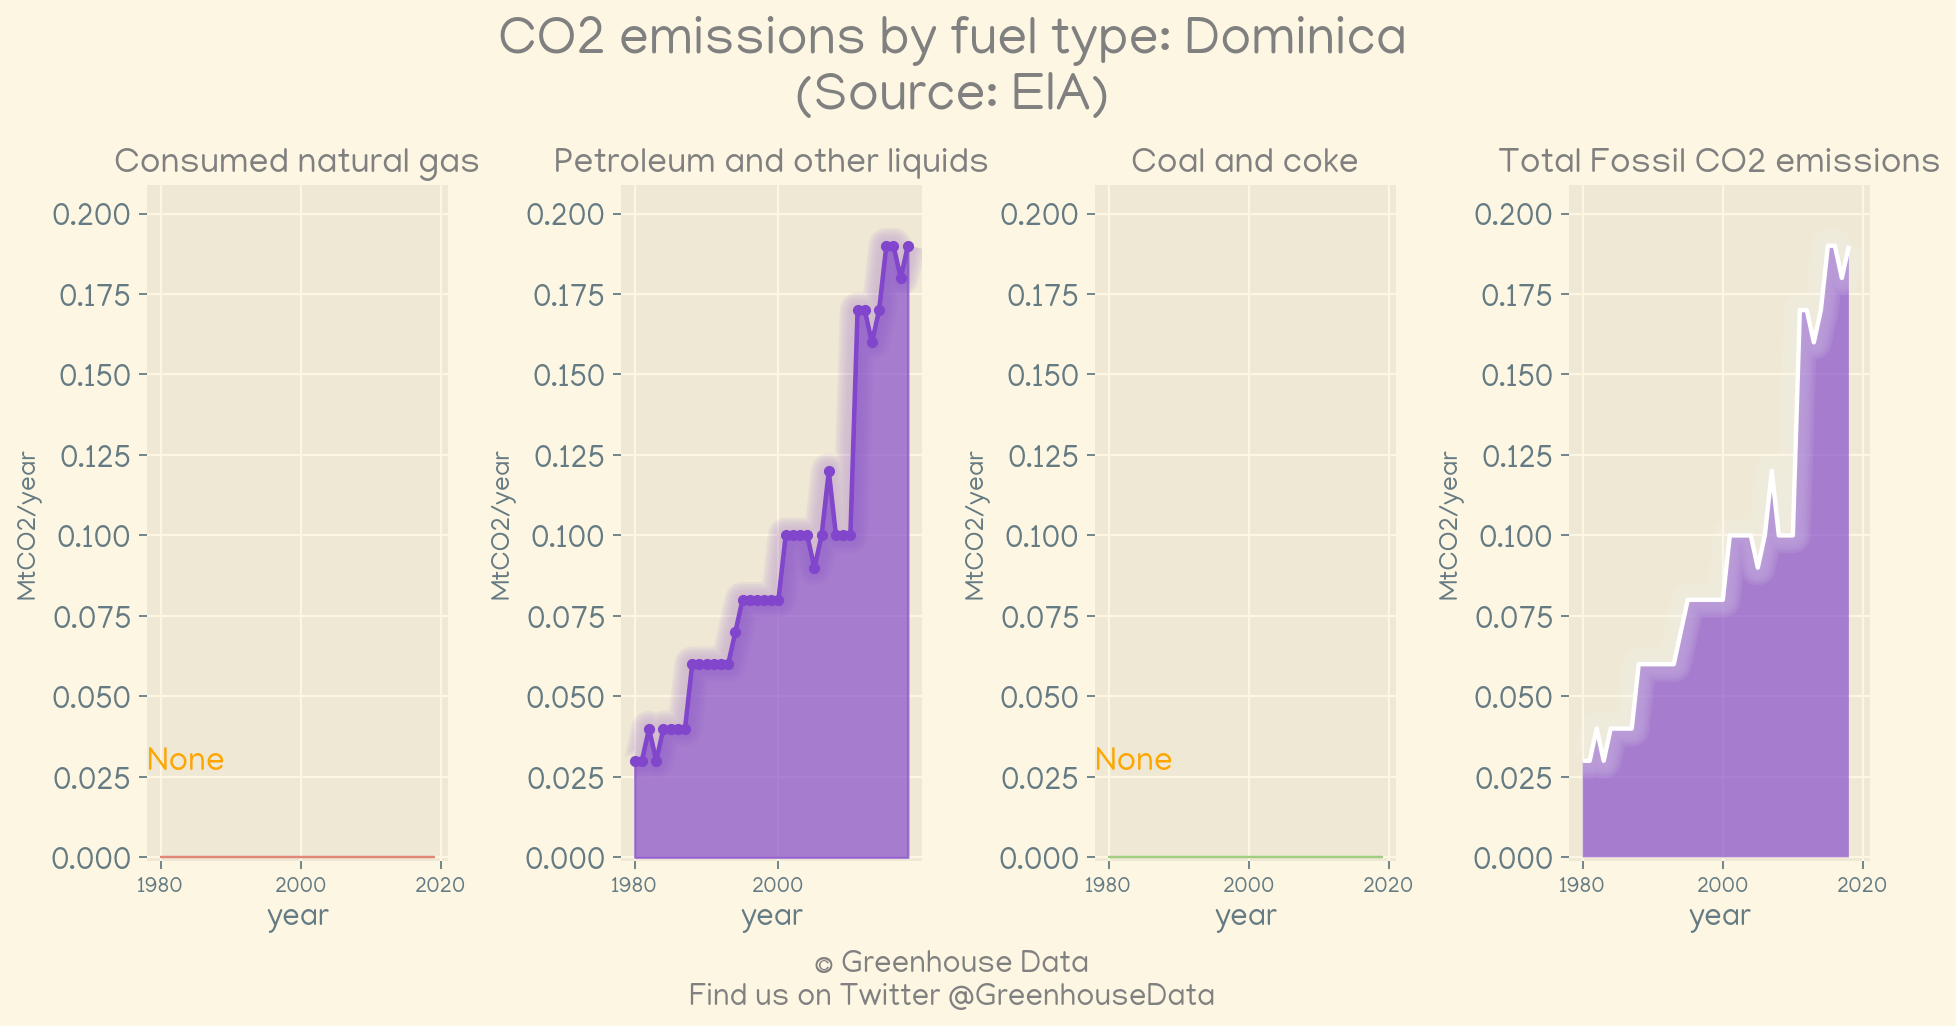 CO2 emissions by fuel type: Dominica
(Source: EIA)
Consumed natural gas
0.200
0.175
0.150
0.125
0.100
0.075
0.050
0.025
0.000
MtCO2/year
None
1980 2000 2020
year
Petroleum and other liquids
0.200
0.175
0.150
0.125
0.100
0.075
0.050
0.025
0.000
MtCO2/year
1980 2000
year
Coal and coke
0.200
0.175
0.150
0.125
0.100
0.075
0.050
0.025
0.000
MtCO2/year
None
1980 2000 2020
year
Total Fossil CO2 emissions
0.200
0.175
0.150
0.125
0.100
0.075
0.050
0.025
0.000
MtCO2/year
1980 2000 2020
year
© Greenhouse Data
Find us on Twitter @GreenhouseData